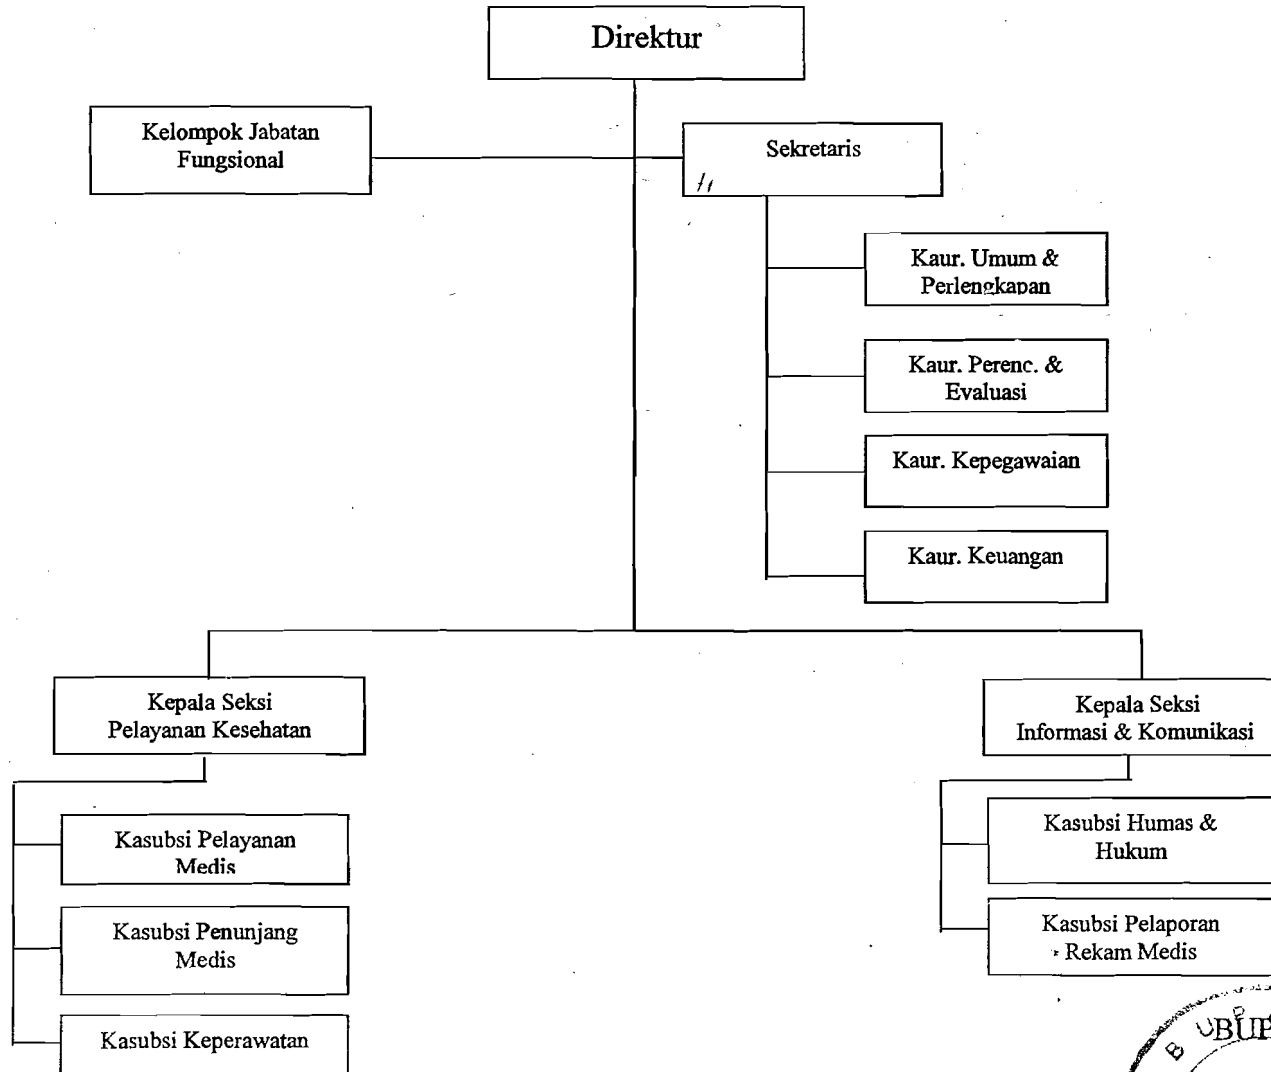 Direktur
Kelompok Jabatan
Fungsional
Sekretaris
Kaur. Umum &
Perlengkapan
Kaur. Perenc. &
Evaluasi
Kaur. Kepegawaian
Kaur. Keuangan
Kepala Seksi
Pelayanan Kesehatan
Kasubsi Pelayanan
Medis
Kasubsi Penunjang
Medis
Kasubsi Keperawatan
Kepala Seksi
Informasi & Komunikasi
Kasubsi Humas &
Hukum
Kasubsi Pelaporan
Rekam Medis